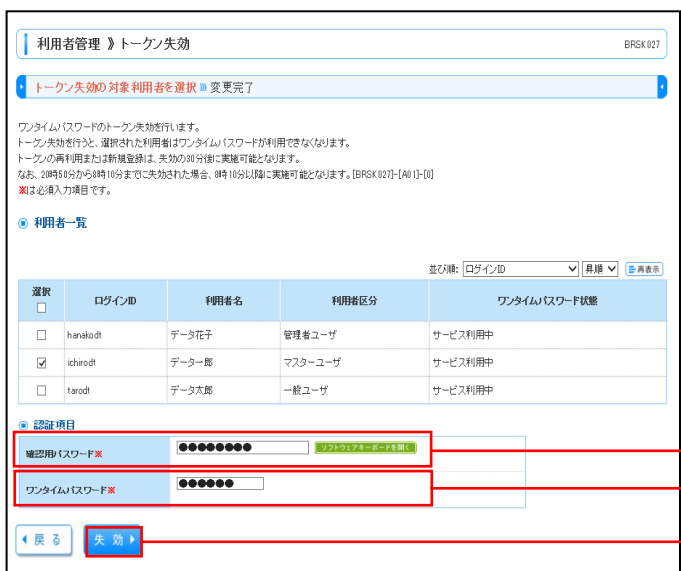 利用者管理 》トークン失効 BRSK027
トークン失効の対象利用者を選択 》 変更完了
ワンタイムパスワードのトークン失効を行います。
トークン失効を行うと、選択された利用者はワンタイムパスワードが利用できなくなります。
トークンの再利用または新規登録は、失効の30分後に実施可能となります。
なお、20時50分から8時10分までに失効された場合、8時10分以降に実施可能となります。[BRSK027]-[A01]-[0]
※は必須入力項目です。
利用者一覧
並び順: ログインID 昇順 再表示
選択 ログインID 利用者名 利用者区分 ワンタイムパスワード状態
hanakodt データ花子 管理者ユーザ サービス利用中
ichirodt データ一郎 マスターユーザ サービス利用中
tarodt データ太郎 一般ユーザ サービス利用中
認証項目
確認用パスワード※ ●●●●●●●● ソフトウェアキーボードを開く
ワンタイムパスワード※ ●●●●●●
戻る 失効